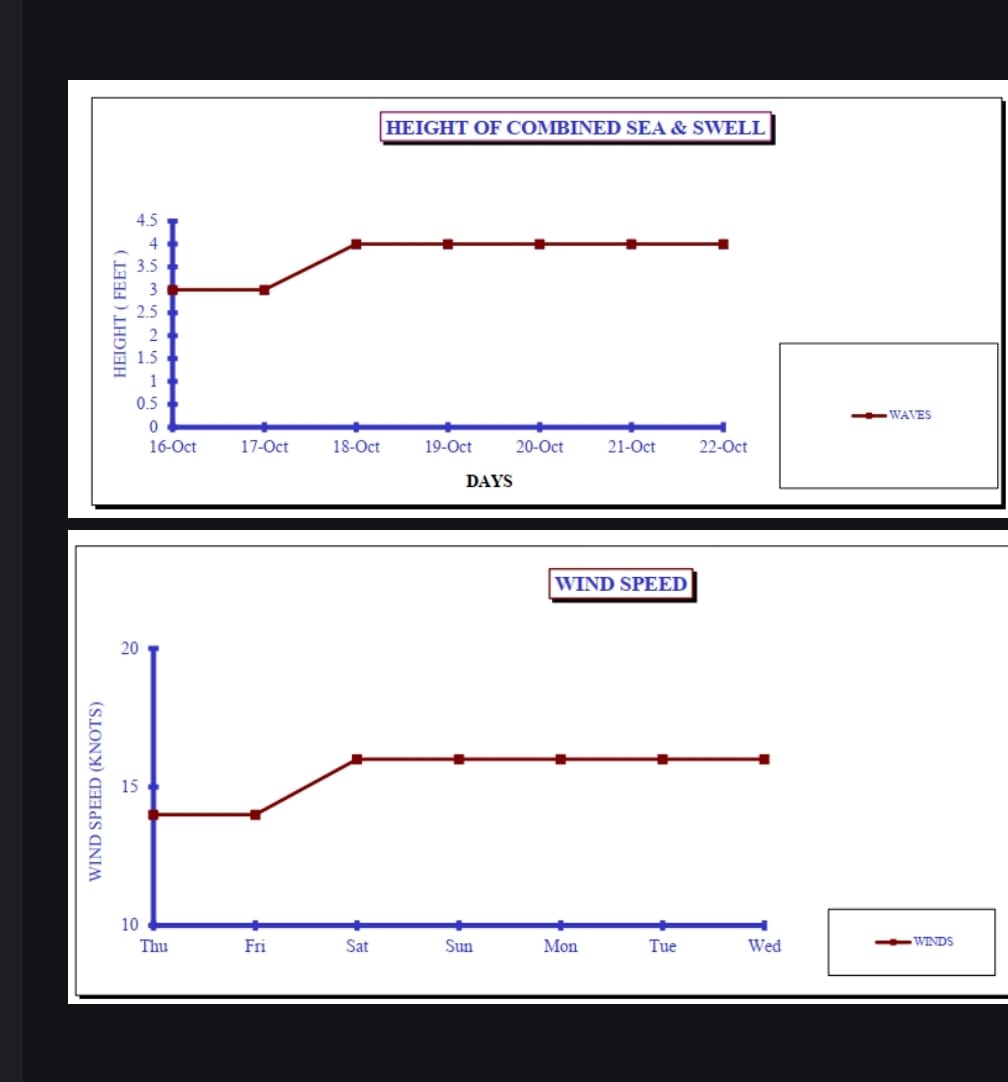 HEIGHT OF COMBINED SEA & SWELL
HEIGHT ( FEET )
4.5
4
3.5
3
2.5
2
1.5
1
0.5
0
16-Oct 17-Oct 18-Oct 19-Oct 20-Oct 21-Oct 22-Oct
DAYS
WAVES
WIND SPEED
WIND SPEED (KNOTS)
20
15
10
Thu Fri Sat Sun Mon Tue Wed
WINDS